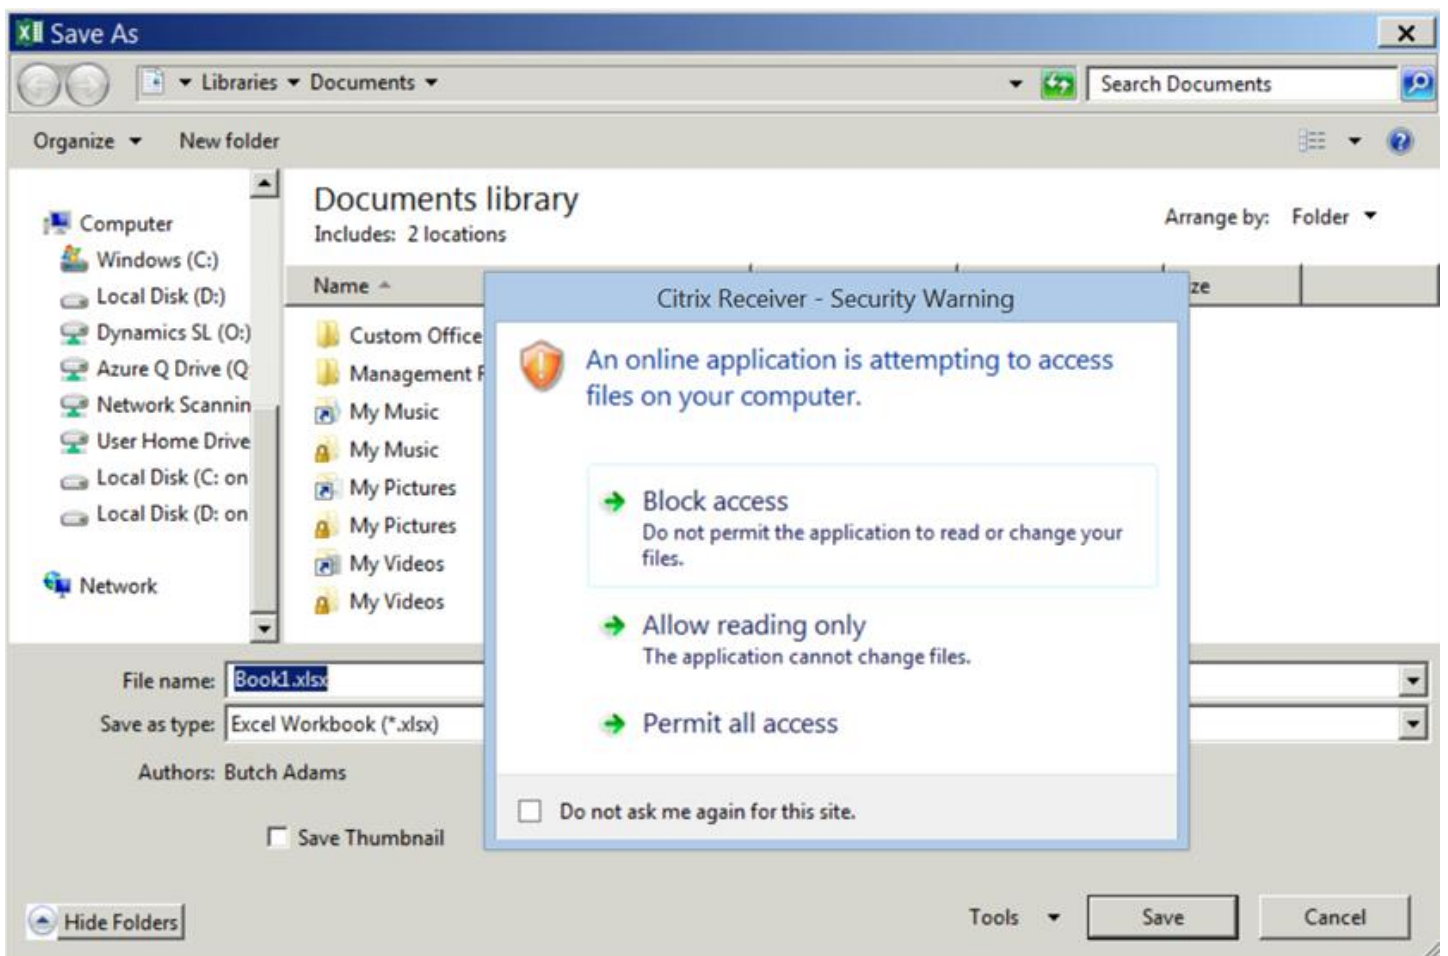 Save As
Libraries Documents
Search Documents
Organize
New folder
Computer
Windows (C:)
Local Disk (D:)
Dynamics SL (O:)
Azure Q Drive (Q
Network Scannin
User Home Drive
Local Disk (C: on
Local Disk (D: on
Network
Documents library
Includes: 2 locations
Arrange by: Folder
Name
ze
Custom Office
Management
My Music
My Music
My Pictures
My Pictures
My Videos
My Videos
Citrix Receiver - Security Warning
An online application is attempting to access
files on your computer.
Block access
Do not permit the application to read or change your
files.
Allow reading only
The application cannot change files.
Permit all access
Do not ask me again for this site.
File name: Book1.xlsx
Save as type: Excel Workbook (*.xlsx)
Authors: Butch Adams
Save Thumbnail
Hide Folders
Tools
Save
Cancel